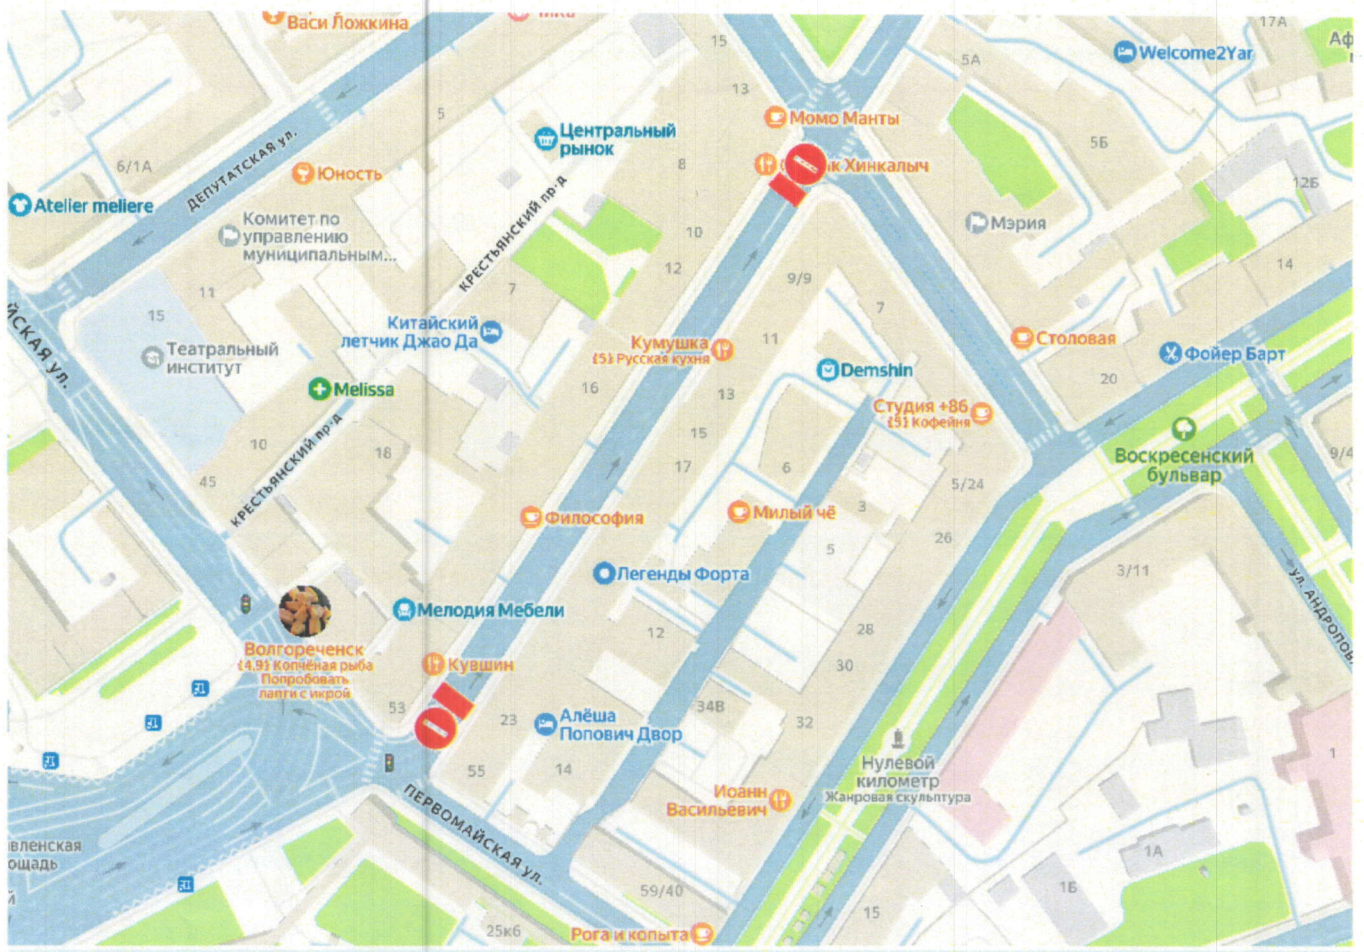 Васи Ложкина
17А
15
Аф
5А
Welcome2Yar
13
5
Момо Манты
Центральный
рынок
5Б
6/1А
ДЕПУТАТСКАЯ ул.
Юность
8
ик Хинкалыч
12Б
Atelier meliere
КРЕСТЬЯНСКИЙ пр-д
Комитет по
управлению
муниципальным...
Мэрия
10
12
14
9/9
7
11
7
15
ЙСКАЯ ул.
Китайский
летчик Джао Да
Театральный
институт
Кумушка
(5) Русская кухня
11
Столовая
Фойер Барт
Demshin
Melissa
16
13
20
Студия +86
(5) Кофейня
КРЕСТЬЯНСКИЙ пр-д
10
18
15
17
6
Воскресенский
бульвар
9/4
45
5/24
Философия
Милый чё
3
26
5
Легенды Форта
3/11
ул. АНДРОПОВ
Мелодия Мебели
12
28
Волгореченск
(4.9) Копчёная рыба
Попробовать
лапти с икрой
Кувшин
30
53
23
Алёша
Попович Двор
34В
32
14
55
Нулевой
километр
Жанровая скульптура
1
Иоанн
Васильевич
ПЕРВОМАЙСКАЯ ул.
авленская
ощадь
й
1А
1Б
59/40
15
25к6
Рога и копыта